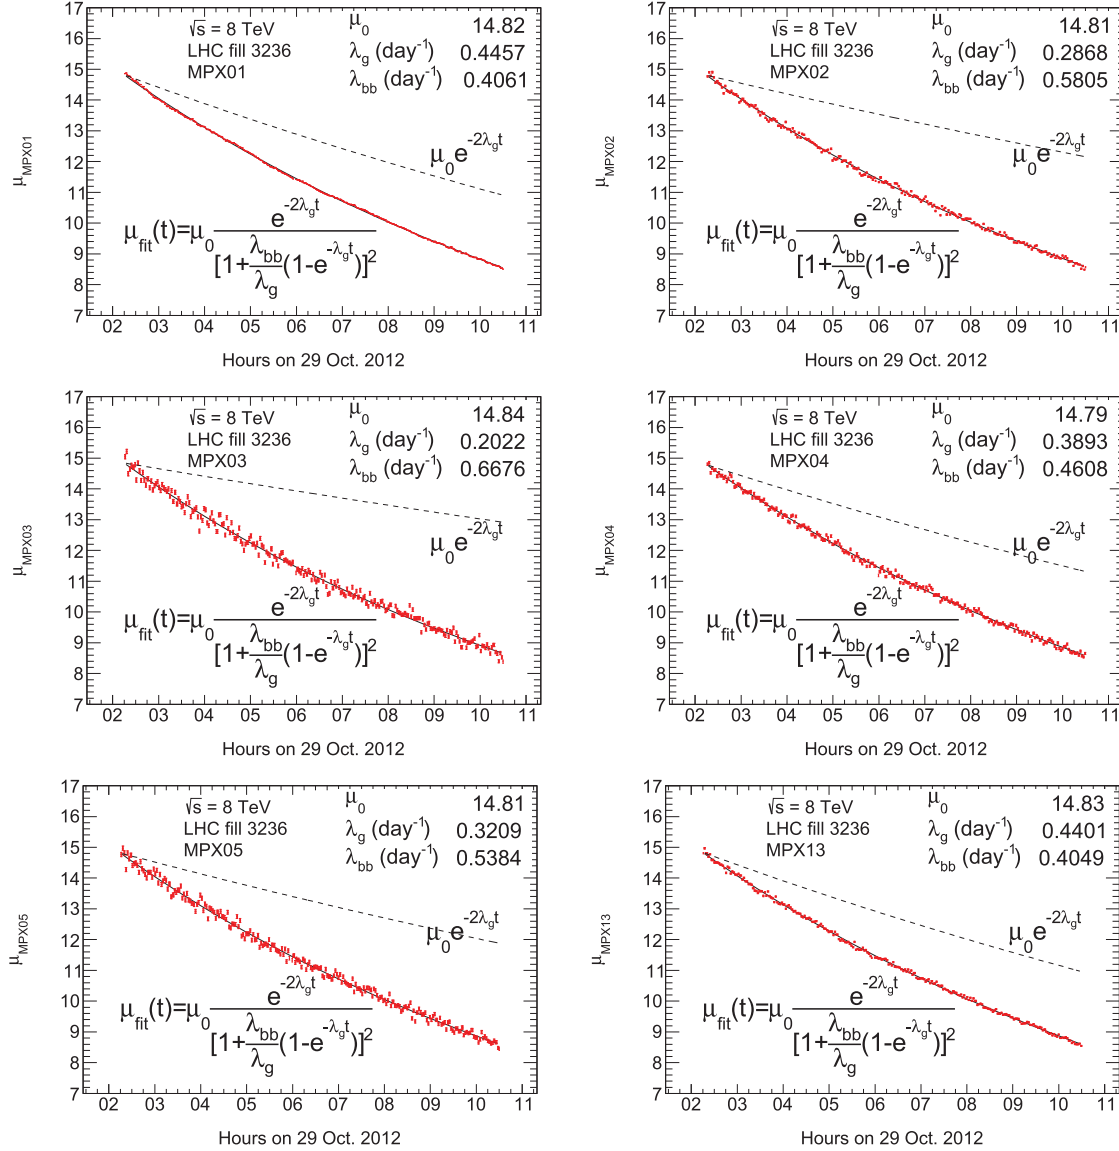 √s = 8 TeV
LHC fill 3236
MPX01
μ0 14.82
λg (day-1) 0.4457
λbb (day-1) 0.4061
μ0e-2λgt
μfit(t)=μ0 e-2λgt
[1+λbb/λg(1-e-λgt)]2
μMPX01
17
16
15
14
13
12
11
10
9
8
7
02 03 04 05 06 07 08 09 10 11
Hours on 29 Oct. 2012
√s = 8 TeV
LHC fill 3236
MPX02
μ0 14.81
λg (day-1) 0.2868
λbb (day-1) 0.5805
μ0e-2λgt
μfit(t)=μ0 e-2λgt
[1+λbb/λg(1-e-λgt)]2
μMPX02
17
16
15
14
13
12
11
10
9
8
7
02 03 04 05 06 07 08 09 10 11
Hours on 29 Oct. 2012
√s = 8 TeV
LHC fill 3236
MPX03
μ0 14.84
λg (day-1) 0.2022
λbb (day-1) 0.6676
μ0e-2λgt
μfit(t)=μ0 e-2λgt
[1+λbb/λg(1-e-λgt)]2
μMPX03
17
16
15
14
13
12
11
10
9
8
7
02 03 04 05 06 07 08 09 10 11
Hours on 29 Oct. 2012
√s = 8 TeV
LHC fill 3236
MPX04
μ0 14.79
λg (day-1) 0.3893
λbb (day-1) 0.4608
μ0e-2λgt
μfit(t)=μ0 e-2λgt
[1+λbb/λg(1-e-λgt)]2
μMPX04
17
16
15
14
13
12
11
10
9
8
7
02 03 04 05 06 07 08 09 10 11
Hours on 29 Oct. 2012
√s = 8 TeV
LHC fill 3236
MPX05
μ0 14.81
λg (day-1) 0.3209
λbb (day-1) 0.5384
μ0e-2λgt
μfit(t)=μ0 e-2λgt
[1+λbb/λg(1-e-λgt)]2
μMPX05
17
16
15
14
13
12
11
10
9
8
7
02 03 04 05 06 07 08 09 10 11
Hours on 29 Oct. 2012
√s = 8 TeV
LHC fill 3236
MPX13
μ0 14.83
λg (day-1) 0.4401
λbb (day-1) 0.4049
μ0e-2λgt
μfit(t)=μ0 e-2λgt
[1+λbb/λg(1-e-λgt)]2
μMPX13
17
16
15
14
13
12
11
10
9
8
7
02 03 04 05 06 07 08 09 10 11
Hours on 29 Oct. 2012